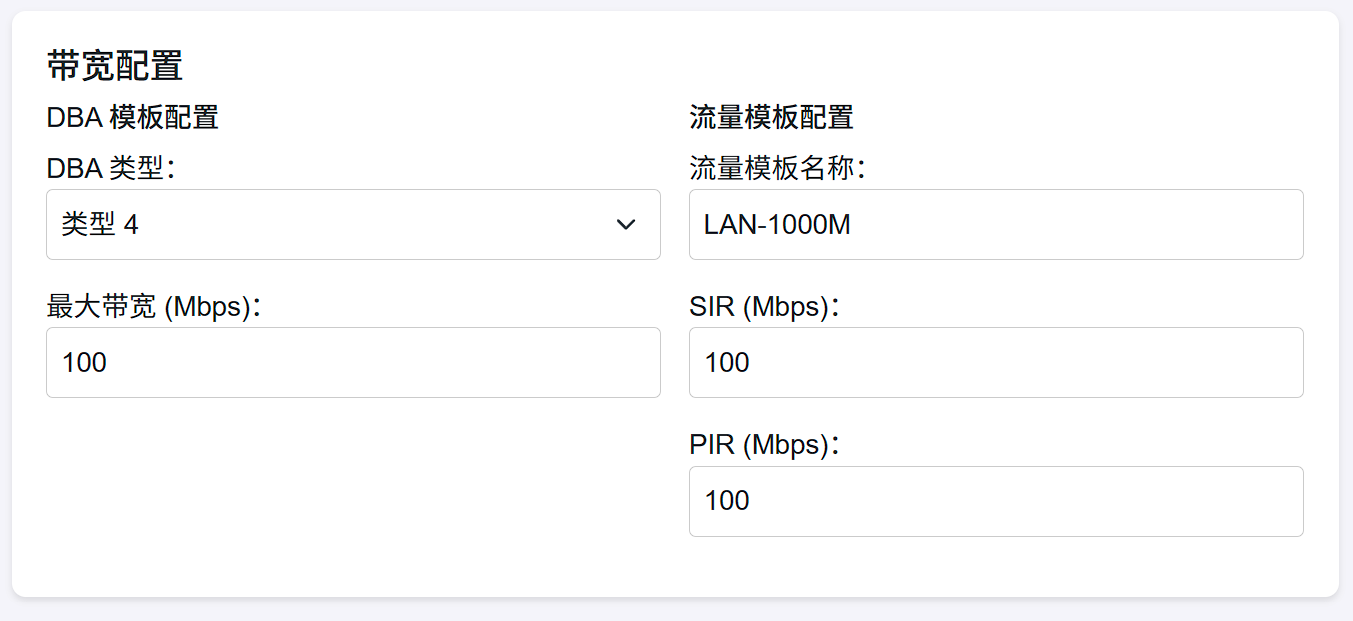 带宽配置
DBA 模板配置
DBA 类型：
类型 4
最大带宽 (Mbps)：
100
流量模板配置
流量模板名称：
LAN-1000M
SIR (Mbps)：
100
PIR (Mbps)：
100